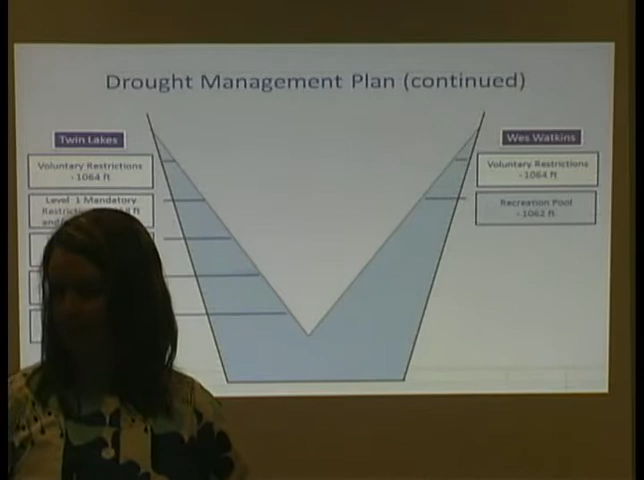 Drought Management Plan (continued)
Twin Lakes
Voluntary Restrictions
- 1064 ft
Level 1 Mandatory
Wes Watkins
Voluntary Restrictions
- 1064 ft
Recreation Pool
- 1062 ft